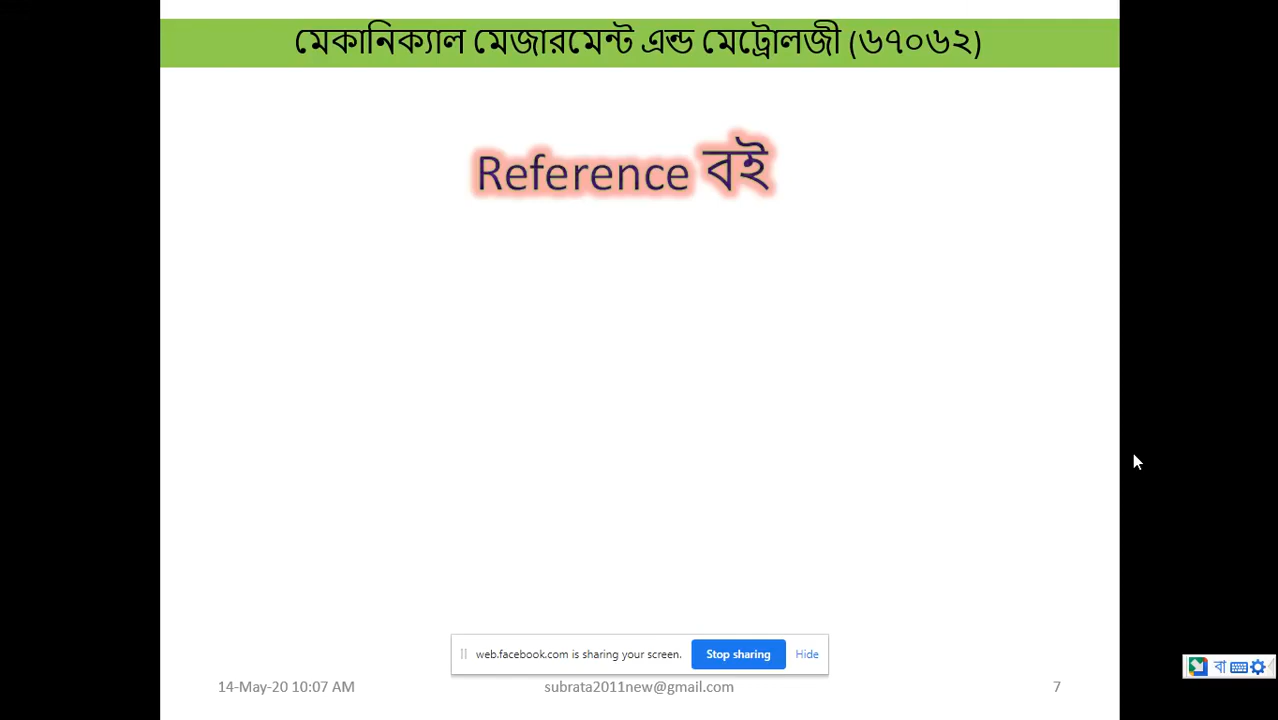 মেকানিক্যাল মেজারমেন্ট এন্ড মেট্রোলজী (৬৭০৬২)
Reference বই
web.facebook.com is sharing your screen. Stop sharing Hide
বা
14-May-20 10:07 AM subrata2011new@gmail.com 7